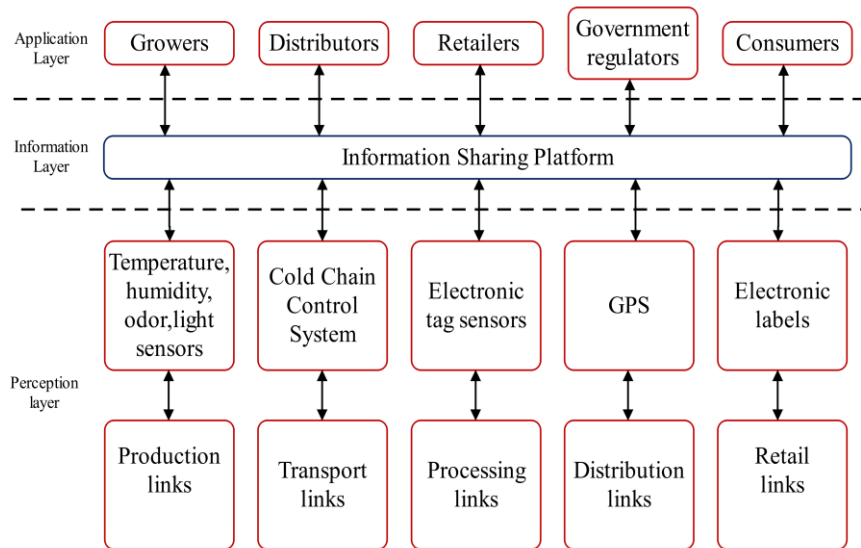 Application
Layer
Growers
Distributors
Retailers
Government
regulators
Consumers
Information
Layer
Information Sharing Platform
Perception
layer
Temperature,
humidity,
odor,light
sensors
Cold Chain
Control
System
Electronic
tag sensors
GPS
Electronic
labels
Production
links
Transport
links
Processing
links
Distribution
links
Retail
links